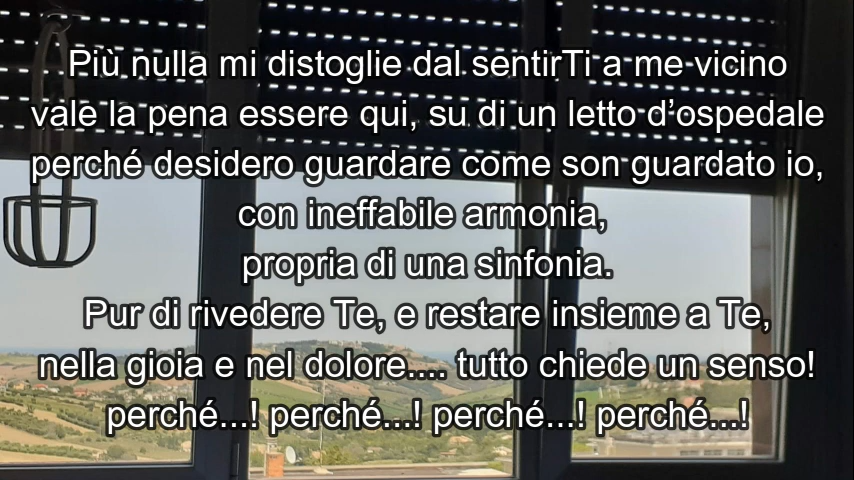 Più nulla mi distoglie dal sentirTi a me vicino
vale la pena essere qui, su di un letto d’ospedale
perché desidero guardare come son guardato io,
con ineffabile armonia,
propria di una sinfonia.
Pur di rivedere Te, e restare insieme a Te,
nella gioia e nel dolore.... tutto chiede un senso!
perché...! perché...! perché...! perché...!